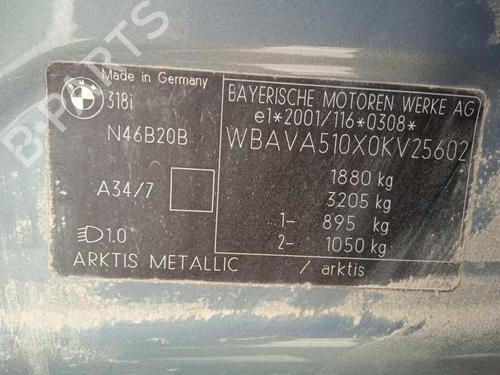 B-PARTS
BMW
Made in Germany
318i
N46B20B
A34/7
1.0
ARKTIS METALLIC / arktis
BAYERISCHE MOTOREN WERKE AG
e1*2001/116*0308*
WBAVA510X0KV25602
1880 kg
3205 kg
1- 895 kg
2- 1050 kg